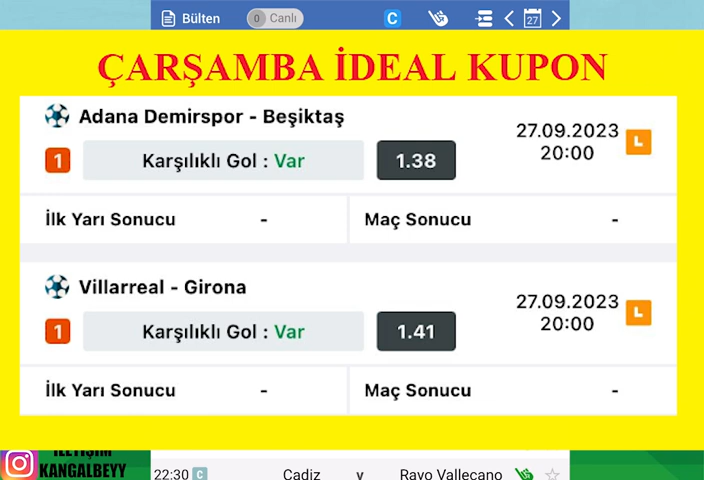 Bülten 0 Canlı C 27
ÇARŞAMBA İDEAL KUPON
Adana Demirspor - Beşiktaş
27.09.2023
20:00
L
1 Karşılıklı Gol : Var 1.38
İlk Yarı Sonucu - Maç Sonucu -
Villarreal - Girona
27.09.2023
20:00
L
1 Karşılıklı Gol : Var 1.41
İlk Yarı Sonucu - Maç Sonucu -
İLETİŞİM
KANGALBEYY
22:30 C Cadiz v Rayo Vallecano